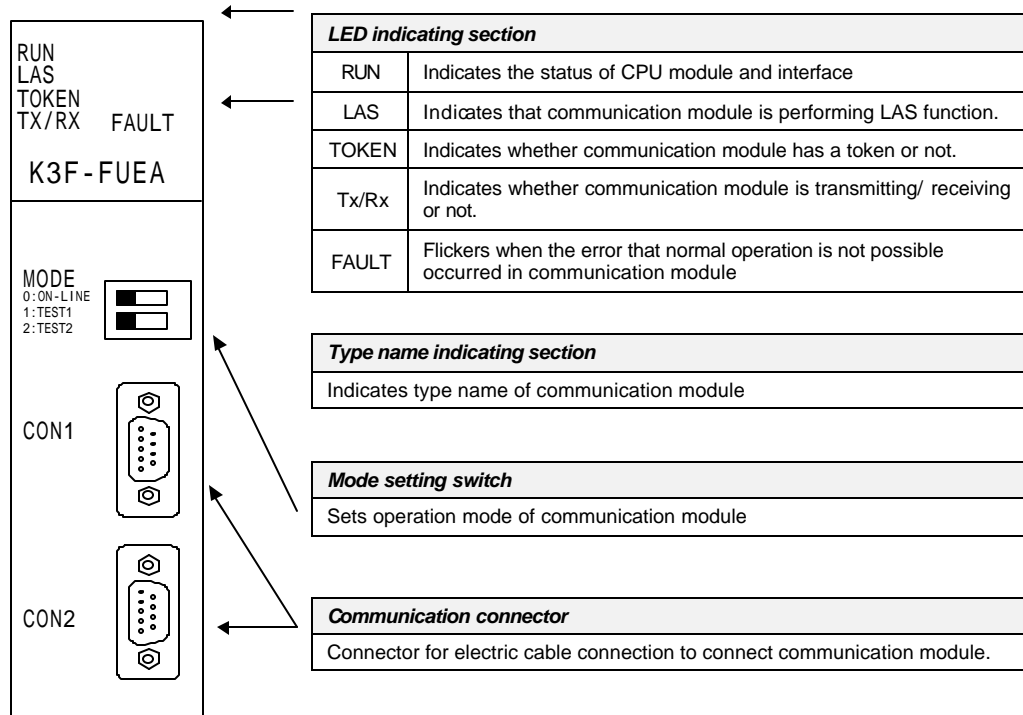 RUN
LAS
TOKEN
TX/RX FAULT
K3F-FUEA
MODE
0:ON-LINE
1:TEST1
2:TEST2
CON1
CON2
LED indicating section
RUN Indicates the status of CPU module and interface
LAS Indicates that communication module is performing LAS function.
TOKEN Indicates whether communication module has a token or not.
Tx/Rx Indicates whether communication module is transmitting/ receiving
or not.
FAULT Flickers when the error that normal operation is not possible
occurred in communication module
Type name indicating section
Indicates type name of communication module
Mode setting switch
Sets operation mode of communication module
Communication connector
Connector for electric cable connection to connect communication module.